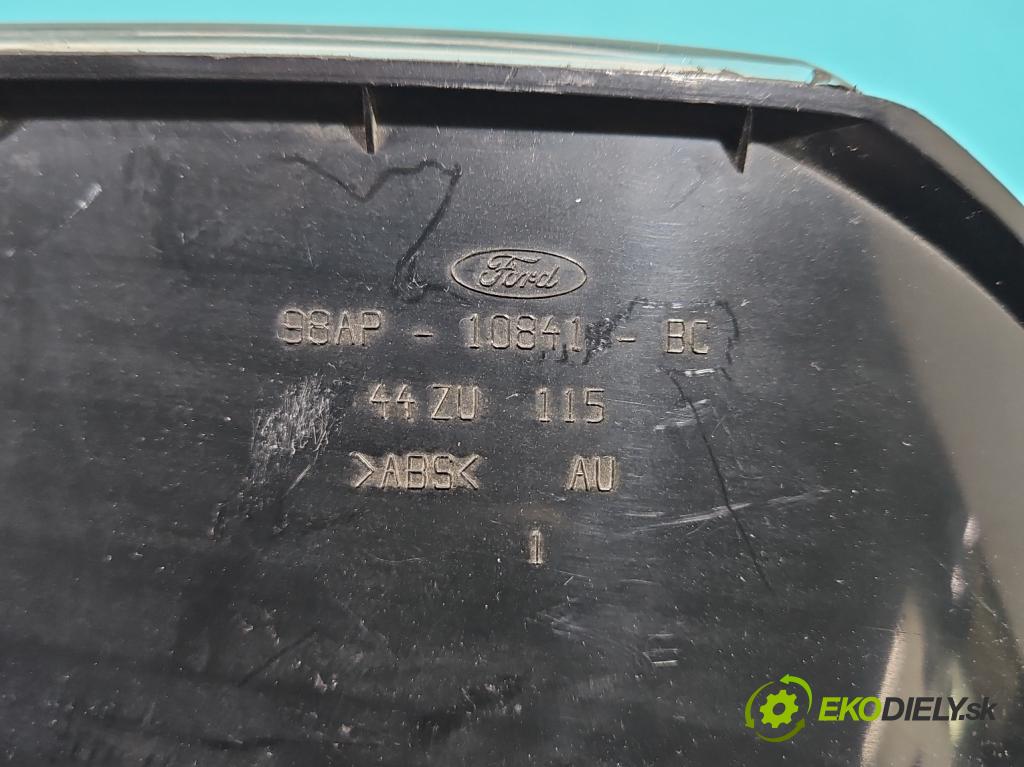 Ford
98AP - 10841 - BC
44 ZU 115
>ABS< AU
1
EKODIELY.sk